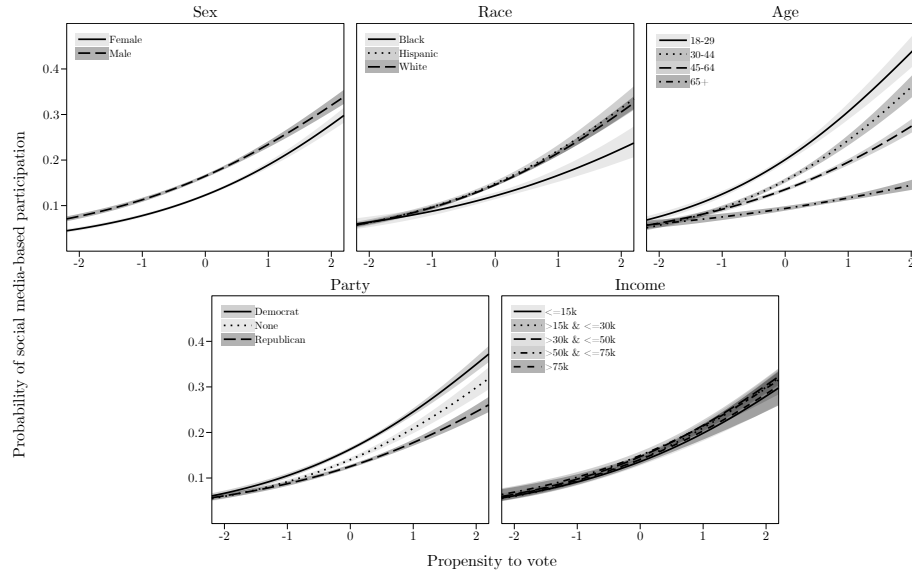 Sex
Race
Age
Female
Male
Black
Hispanic
White
18-29
30-44
45-64
65+
0.4
0.3
0.2
0.1
-2 -1 0 1 2
-2 -1 0 1 2
-2 -1 0 1 2
Probability of social media-based participation
Party
Income
Democrat
None
Republican
<=15k
>15k & <=30k
>30k & <=50k
>50k & <=75k
>75k
0.4
0.3
0.2
0.1
-2 -1 0 1 2
-2 -1 0 1 2
Propensity to vote